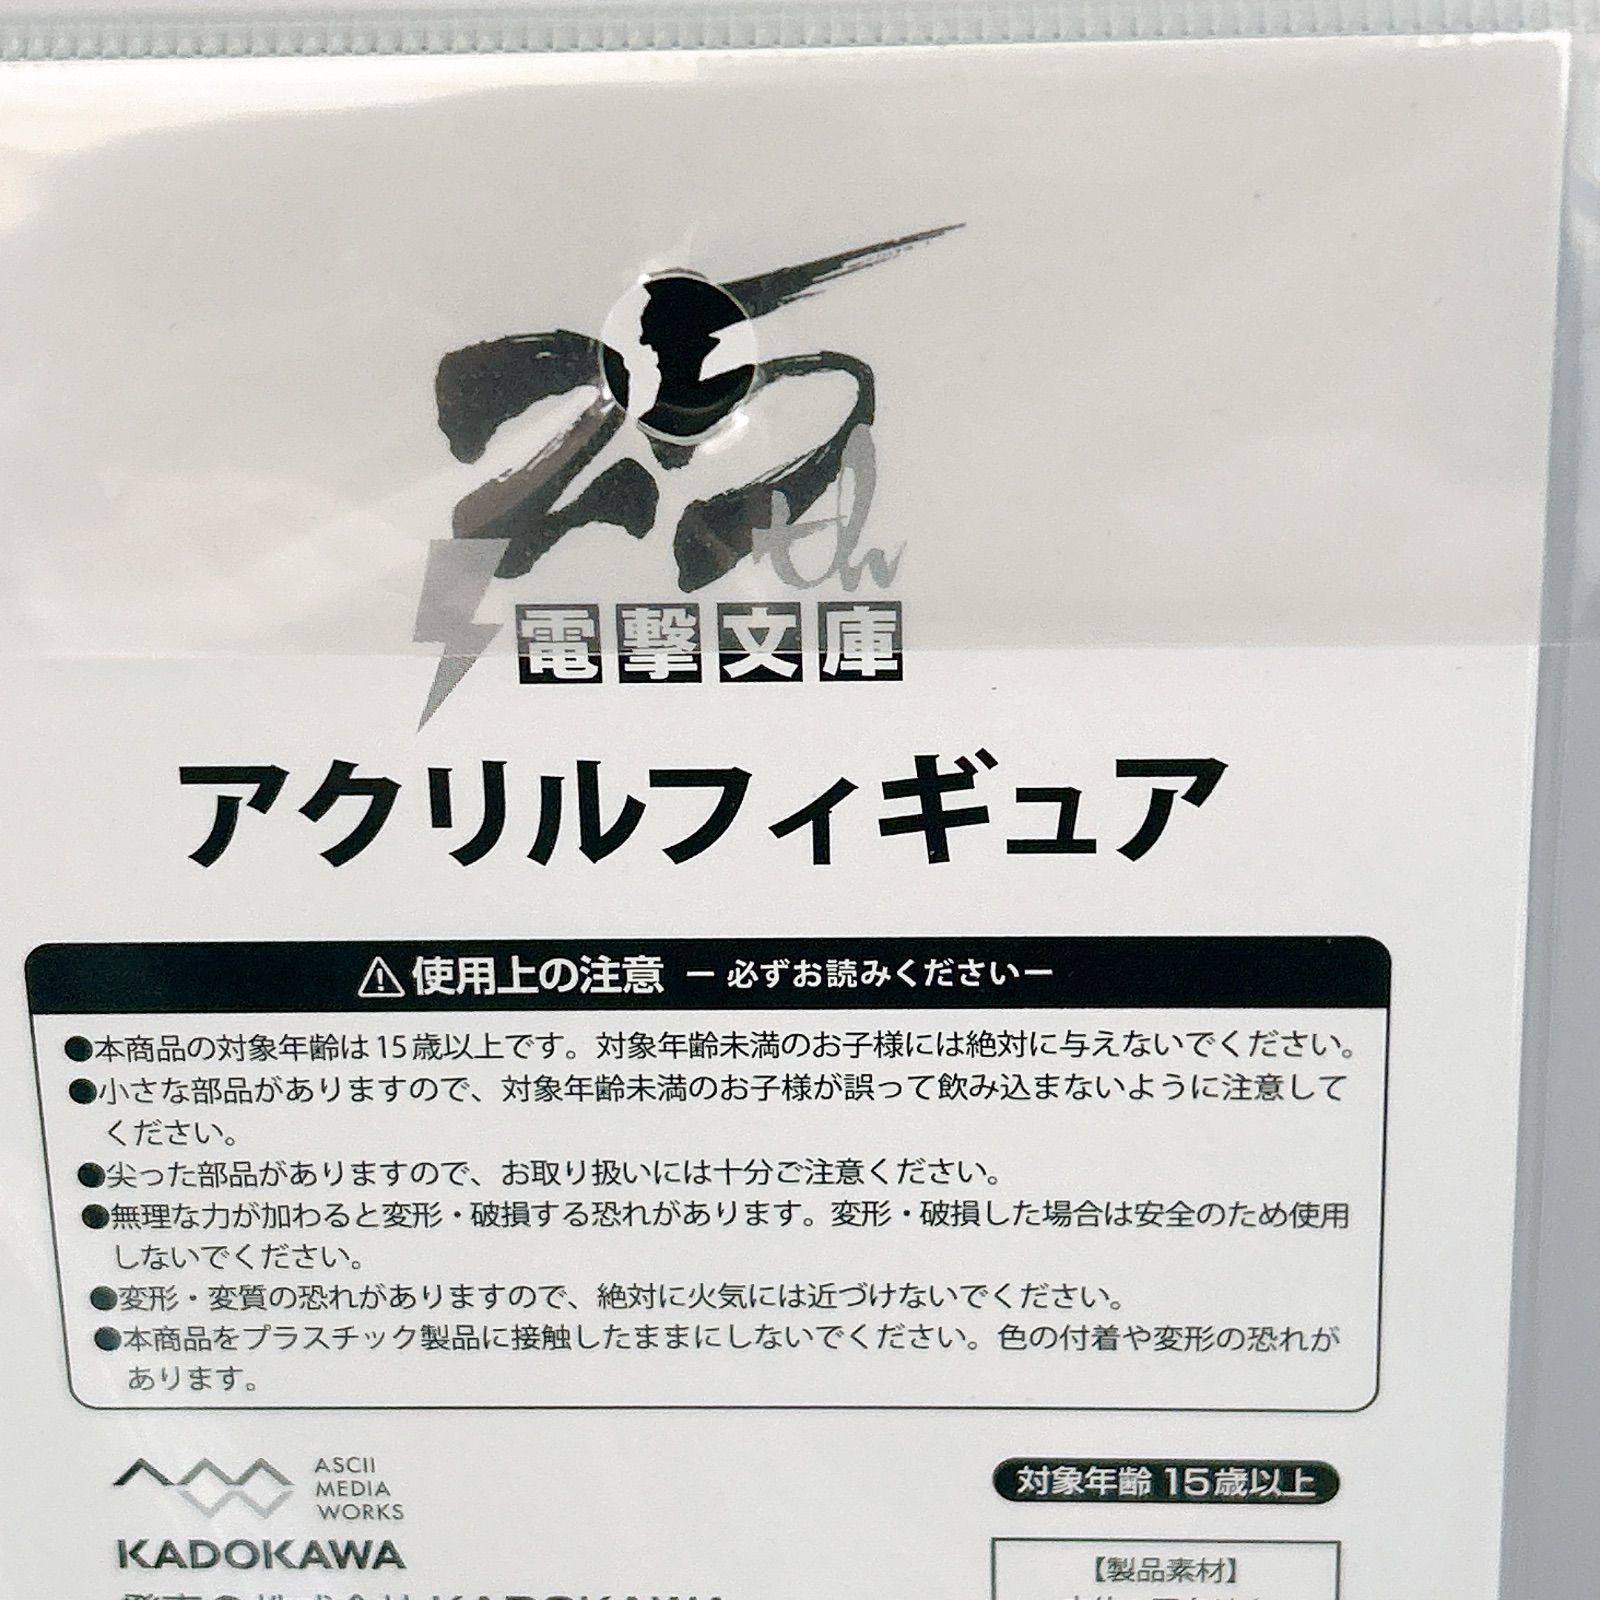 25th
電撃文庫
アクリルフィギュア
⚠使用上の注意 ー必ずお読みくださいー
●本商品の対象年齢は15歳以上です。対象年齢未満のお子様には絶対に与えないでください。
●小さな部品がありますので、対象年齢未満のお子様が誤って飲み込まないように注意して
ください。
●尖った部品がありますので、お取り扱いには十分ご注意ください。
●無理な力が加わると変形・破損する恐れがあります。変形・破損した場合は安全のため使用
しないでください。
●変形・変質の恐れがありますので、絶対に火気には近づけないでください。
●本商品をプラスチック製品に接触したままにしないでください。色の付着や変形の恐れが
あります。
ASCII
MEDIA
WORKS
KADOKAWA
対象年齢 15歳以上
【製品素材】